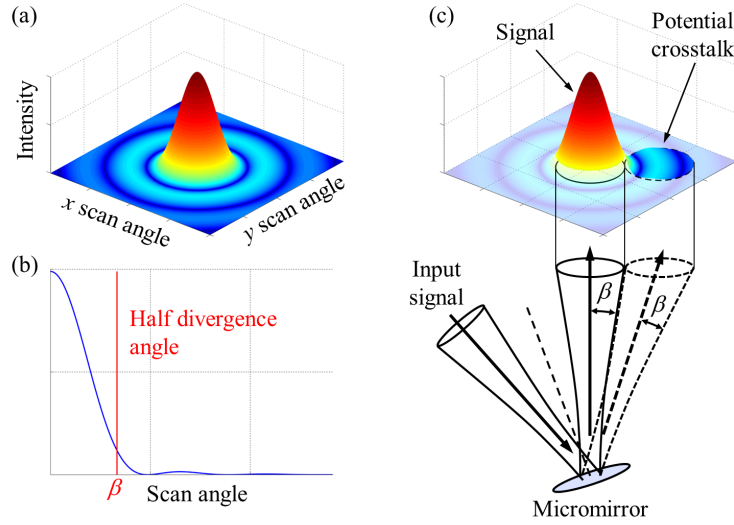 (a)
Intensity
x scan angle
y scan angle
(b)
Half divergence
angle
β
Scan angle
(c)
Signal
Potential
crosstalk
Input
signal
β
β
Micromirror